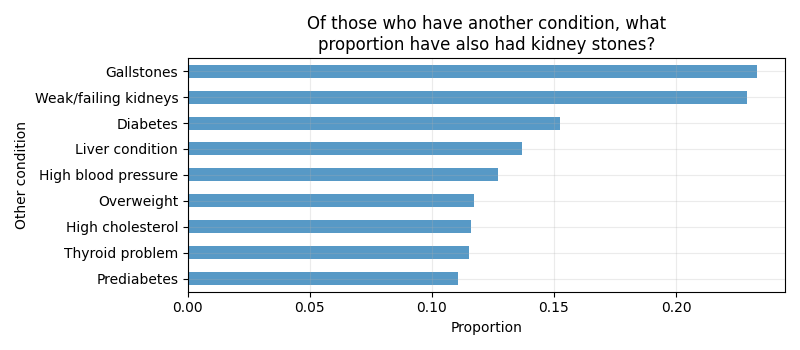 Of those who have another condition, what
proportion have also had kidney stones?
Gallstones
Weak/failing kidneys
Diabetes
Liver condition
High blood pressure
Overweight
High cholesterol
Thyroid problem
Prediabetes
Other condition
0.00 0.05 0.10 0.15 0.20
Proportion